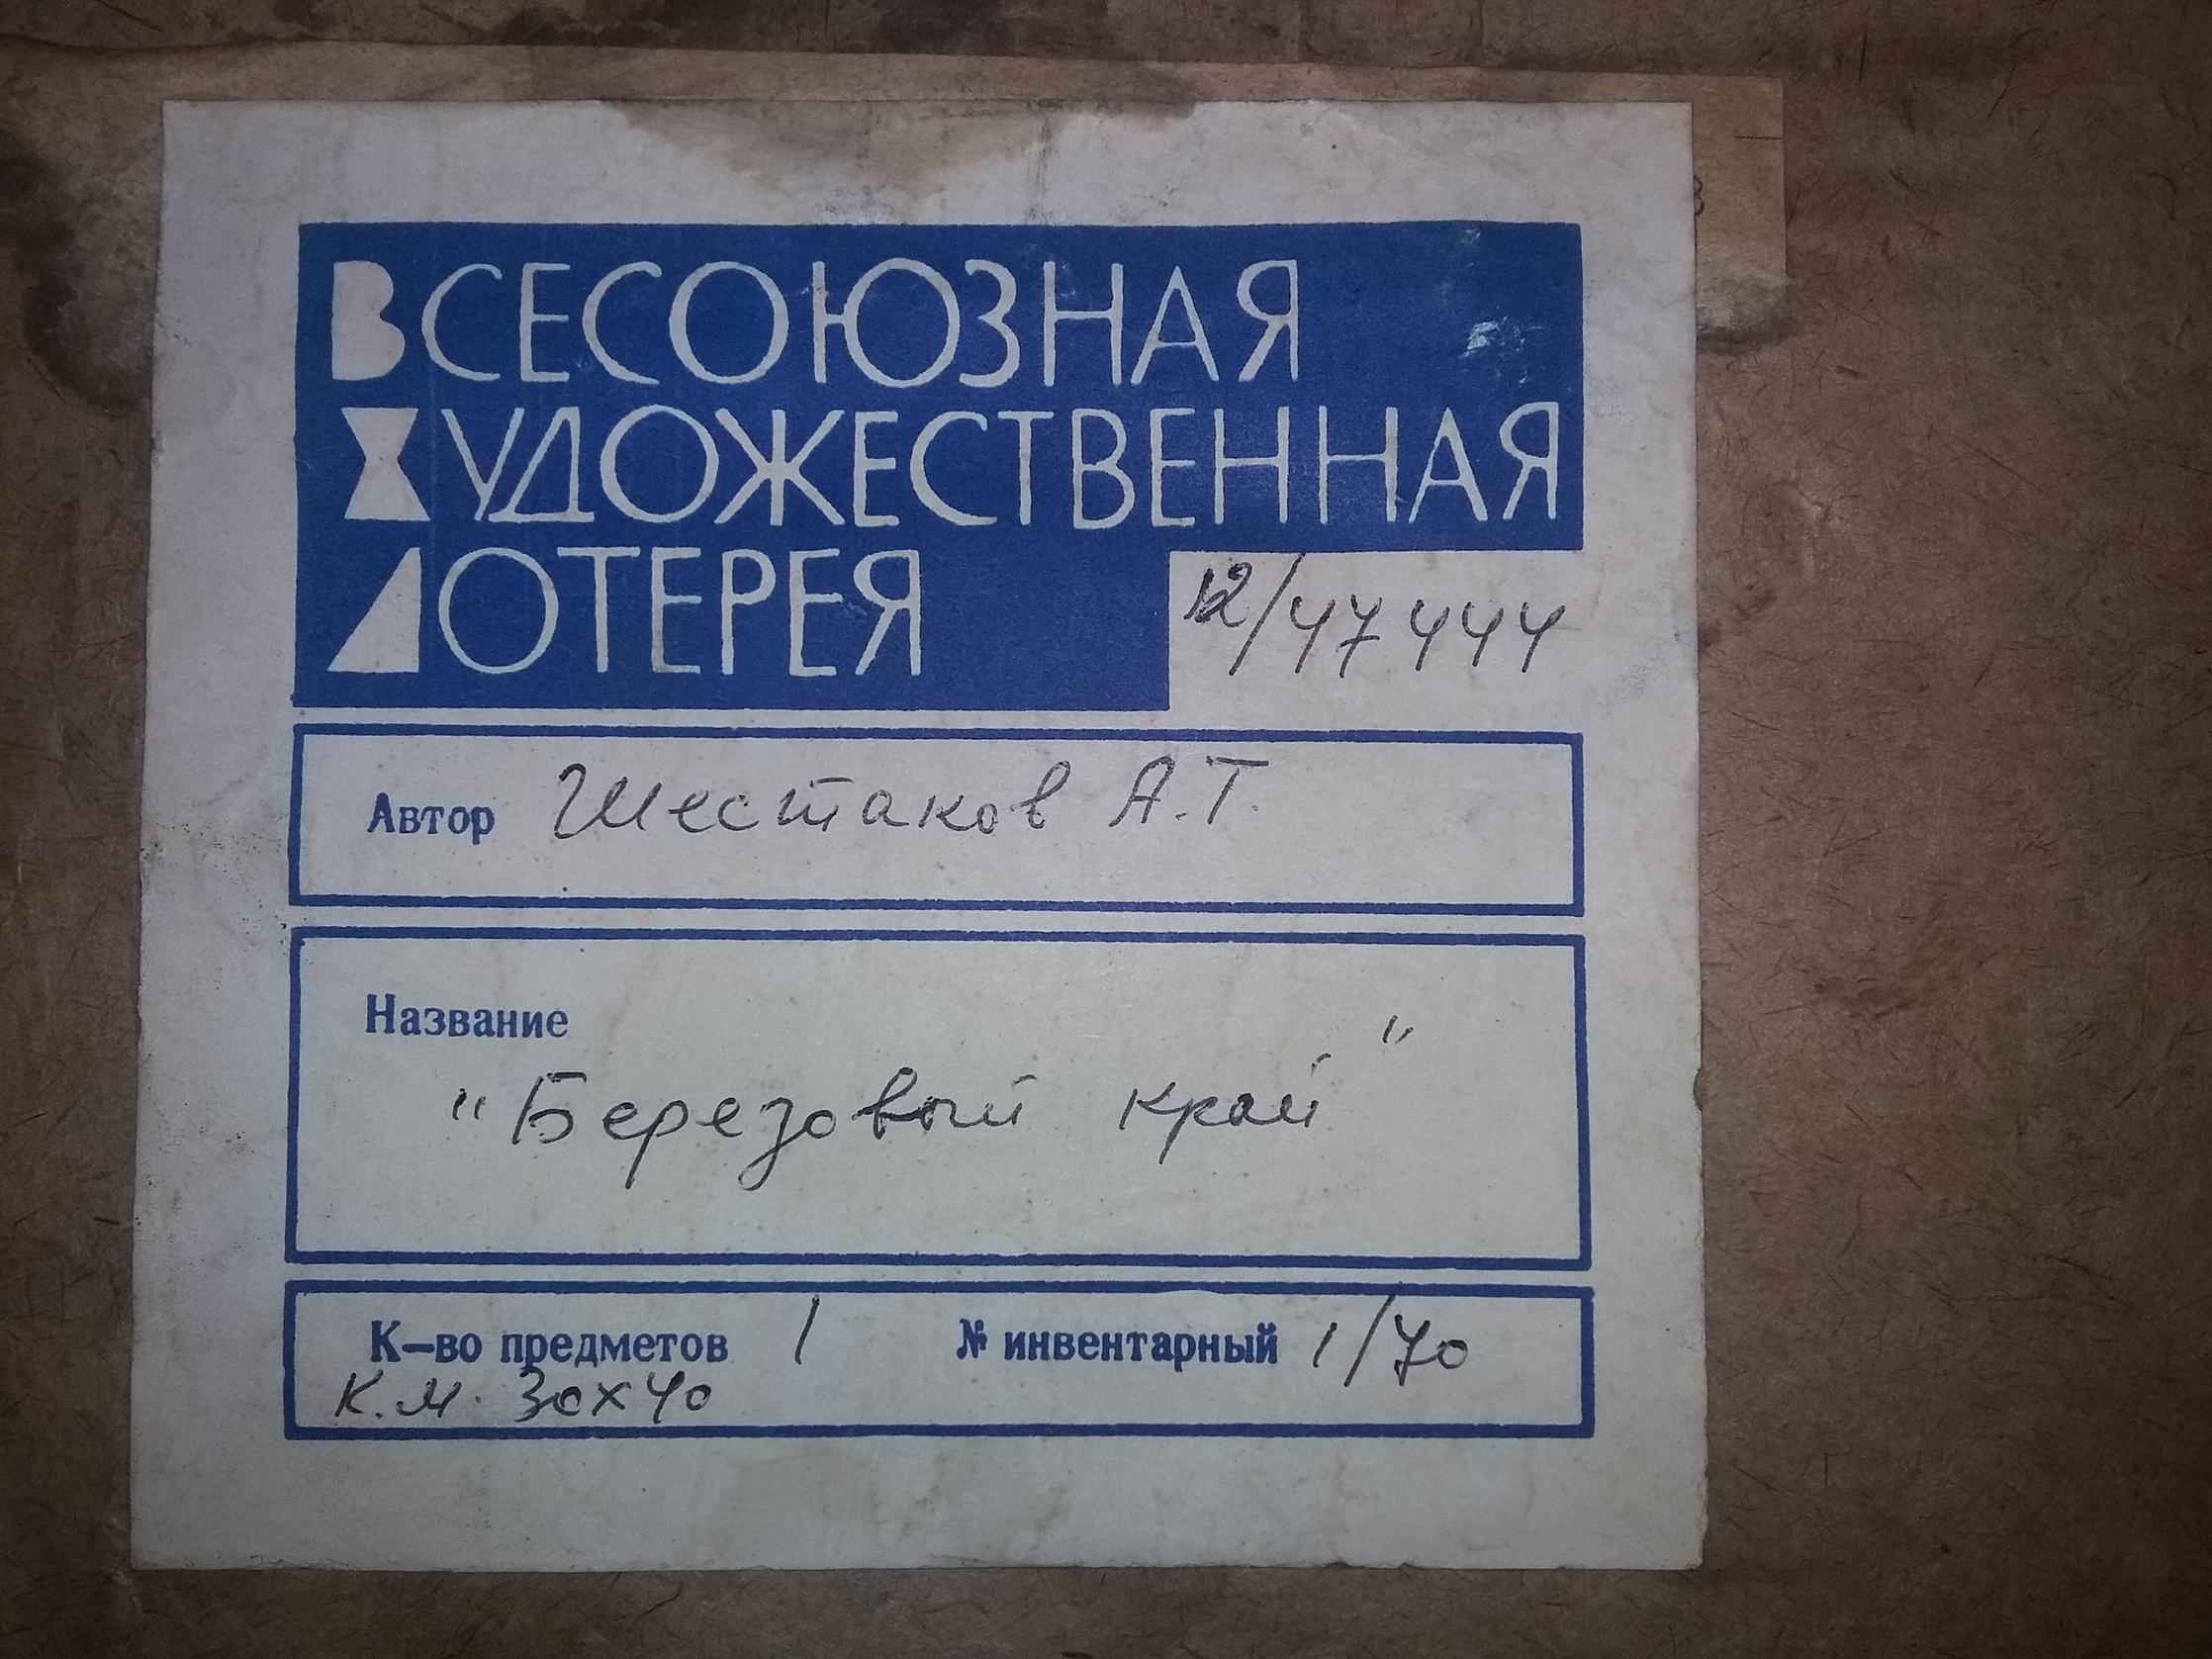 ВСЕСОЮЗНАЯ
ХУДОЖЕСТВЕННАЯ
ЛОТЕРЕЯ
12/47444
Автор Шестаков А.Т.
Название
"Березовый край"
К-во предметов 1 № инвентарный 1/70
К.М. 30х40